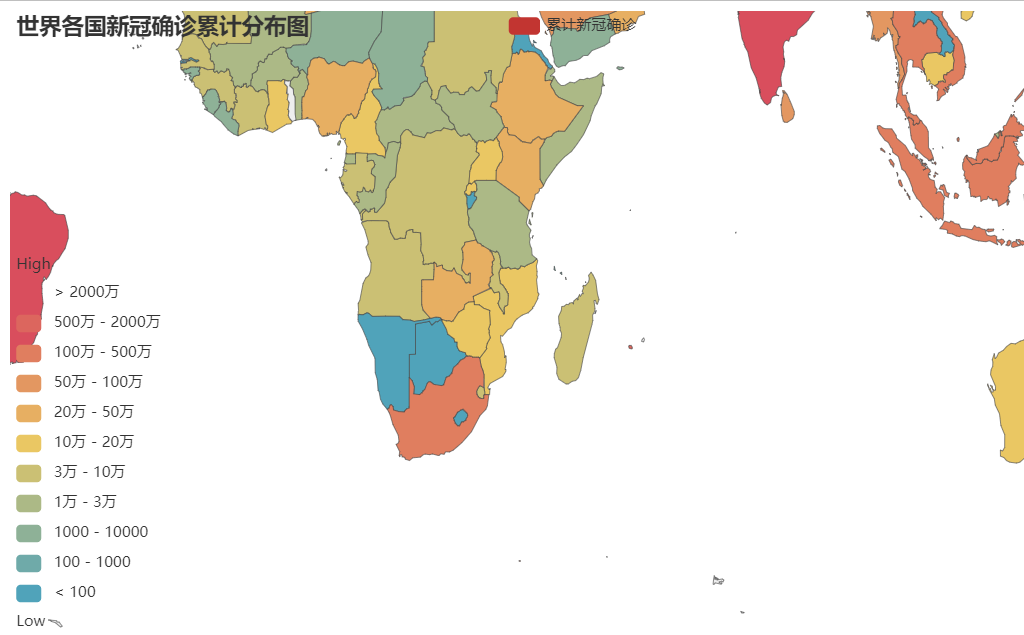 世界各国新冠确诊累计分布图
累计新冠确诊
High
> 2000万
500万 - 2000万
100万 - 500万
50万 - 100万
20万 - 50万
10万 - 20万
3万 - 10万
1万 - 3万
1000 - 10000
100 - 1000
< 100
Low